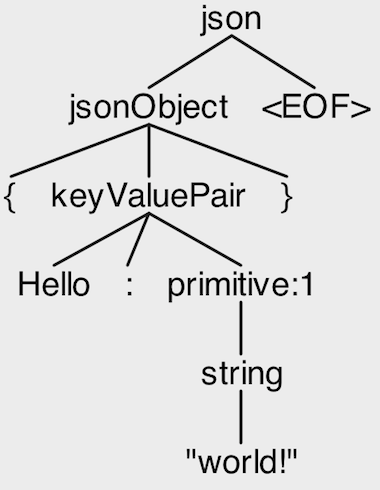 json
jsonObject <EOF>
{ keyValuePair }
Hello : primitive:1
string
"world!"